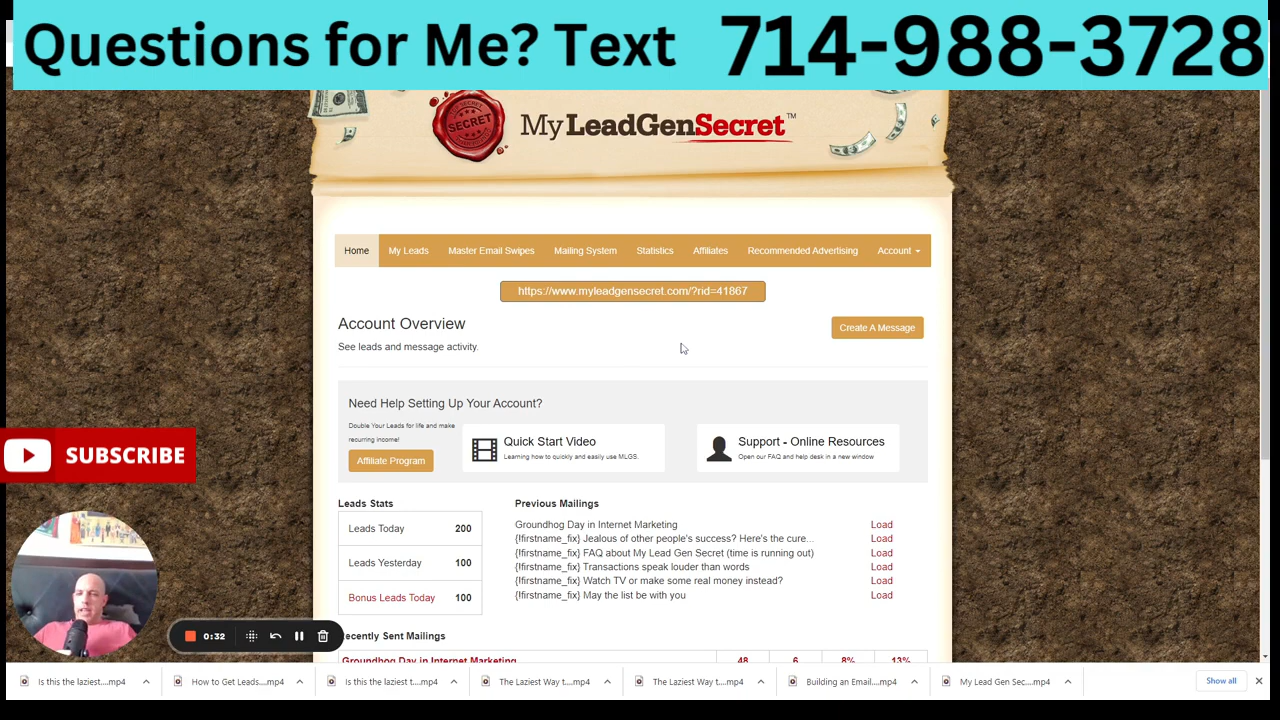 Questions for Me? Text 714-988-3728
SECRET
MyLeadGenSecret™
Home My Leads Master Email Swipes Mailing System Statistics Affiliates Recommended Advertising Account
https://www.myleadgensecret.com/?rid=41867
Account Overview
Create A Message
See leads and message activity.
Need Help Setting Up Your Account?
Double Your Leads for life and make
recurring income!
Affiliate Program
Quick Start Video
Learning how to quickly and easily use MLGS.
Support - Online Resources
Open our FAQ and help desk in a new window
SUBSCRIBE
Leads Stats
Leads Today 200
Leads Yesterday 100
Bonus Leads Today 100
Previous Mailings
Groundhog Day in Internet Marketing Load
{!firstname_fix} Jealous of other people's success? Here's the cure... Load
{!firstname_fix} FAQ about My Lead Gen Secret (time is running out) Load
{!firstname_fix} Transactions speak louder than words Load
{!firstname_fix} Watch TV or make some real money instead? Load
{!firstname_fix} May the list be with you Load
0:32
ecently Sent Mailings
Groundhog Day in Internet Marketing 48 6 8% 13%
Is this the laziest....mp4 How to Get Leads....mp4 Is this the laziest t....mp4 The Laziest Way t....mp4 The Laziest Way t....mp4 Building an Email....mp4 My Lead Gen Sec....mp4 Show all